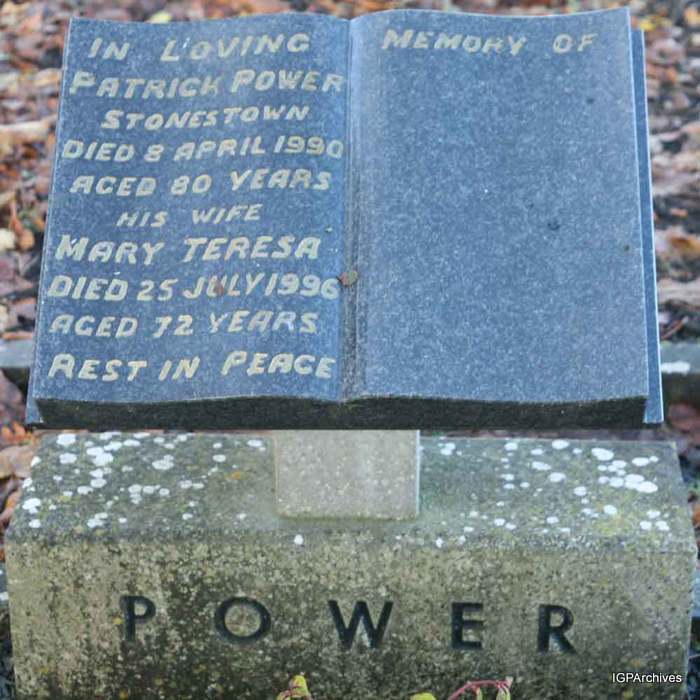 IN LOVING MEMORY OF
PATRICK POWER
STONESTOWN
DIED 8 APRIL 1990
AGED 80 YEARS
HIS WIFE
MARY TERESA
DIED 25 JULY 1996
AGED 72 YEARS
REST IN PEACE
POWER
IGPArchives